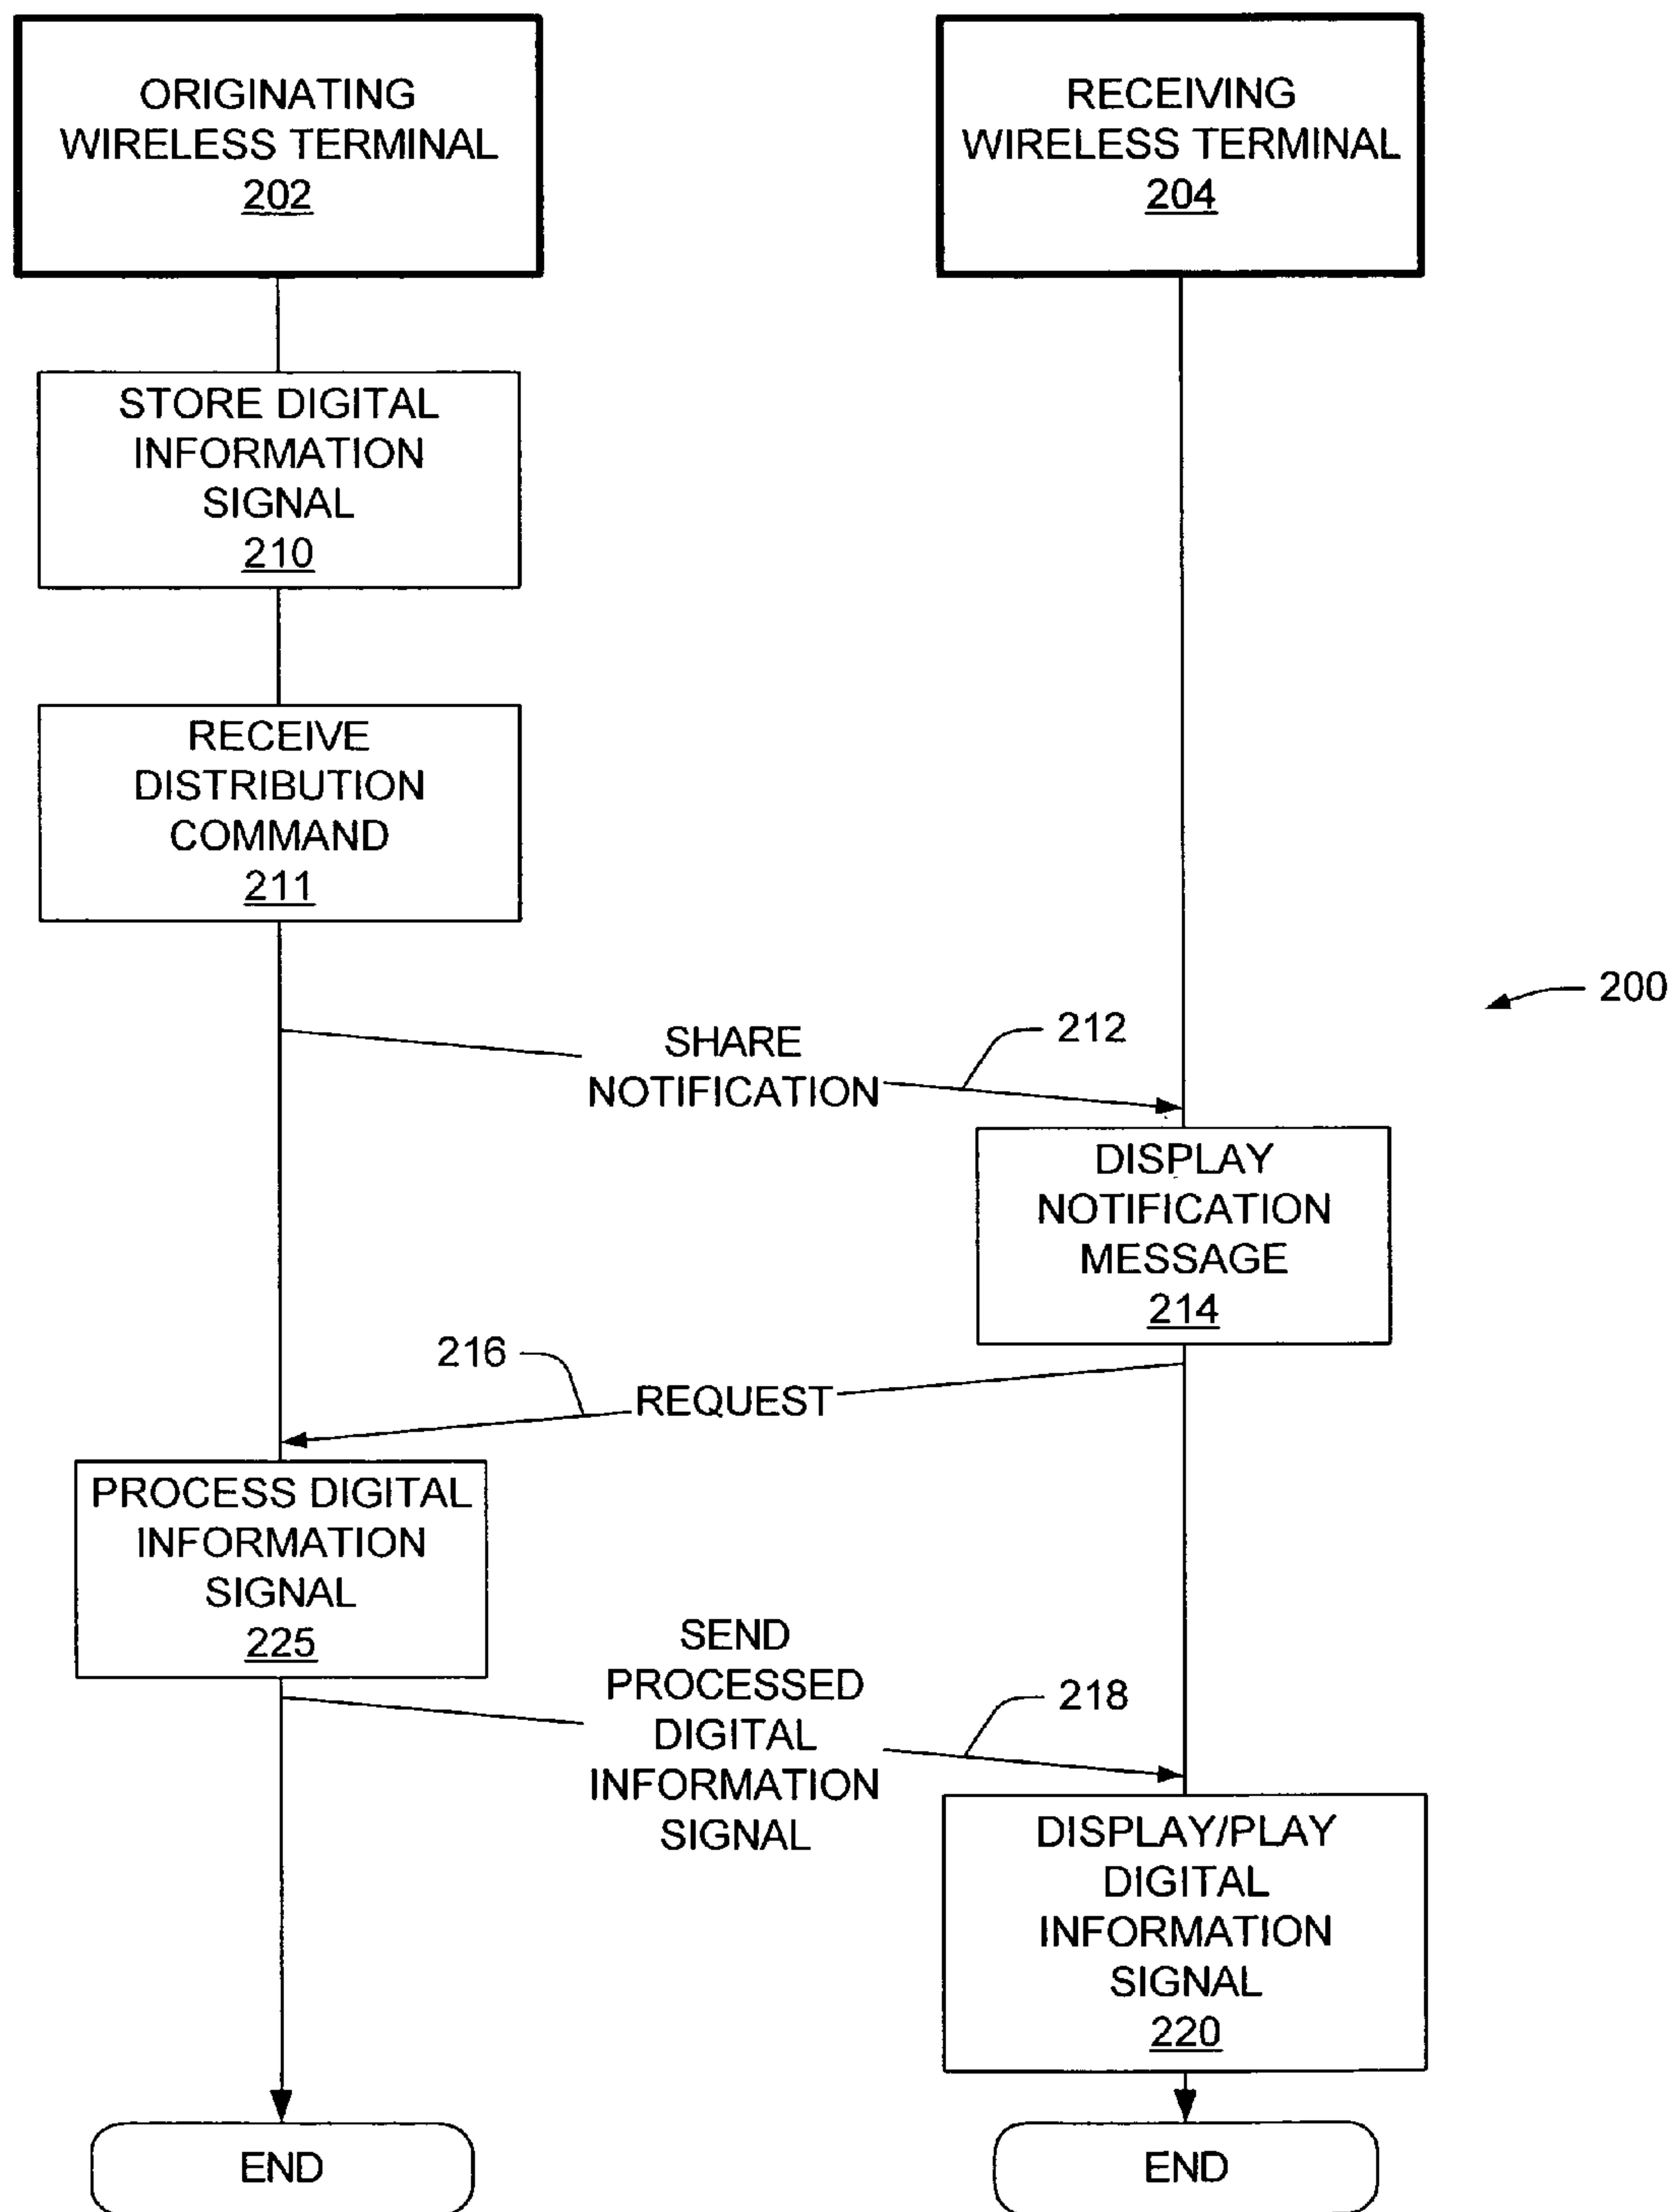 ORIGINATING
WIRELESS TERMINAL
202
RECEIVING
WIRELESS TERMINAL
204
STORE DIGITAL
INFORMATION
SIGNAL
210
RECEIVE
DISTRIBUTION
COMMAND
211
200
SHARE
NOTIFICATION
212
DISPLAY
NOTIFICATION
MESSAGE
214
216
REQUEST
PROCESS DIGITAL
INFORMATION
SIGNAL
225
SEND
PROCESSED
DIGITAL
INFORMATION
SIGNAL
218
DISPLAY/PLAY
DIGITAL
INFORMATION
SIGNAL
220
END
END